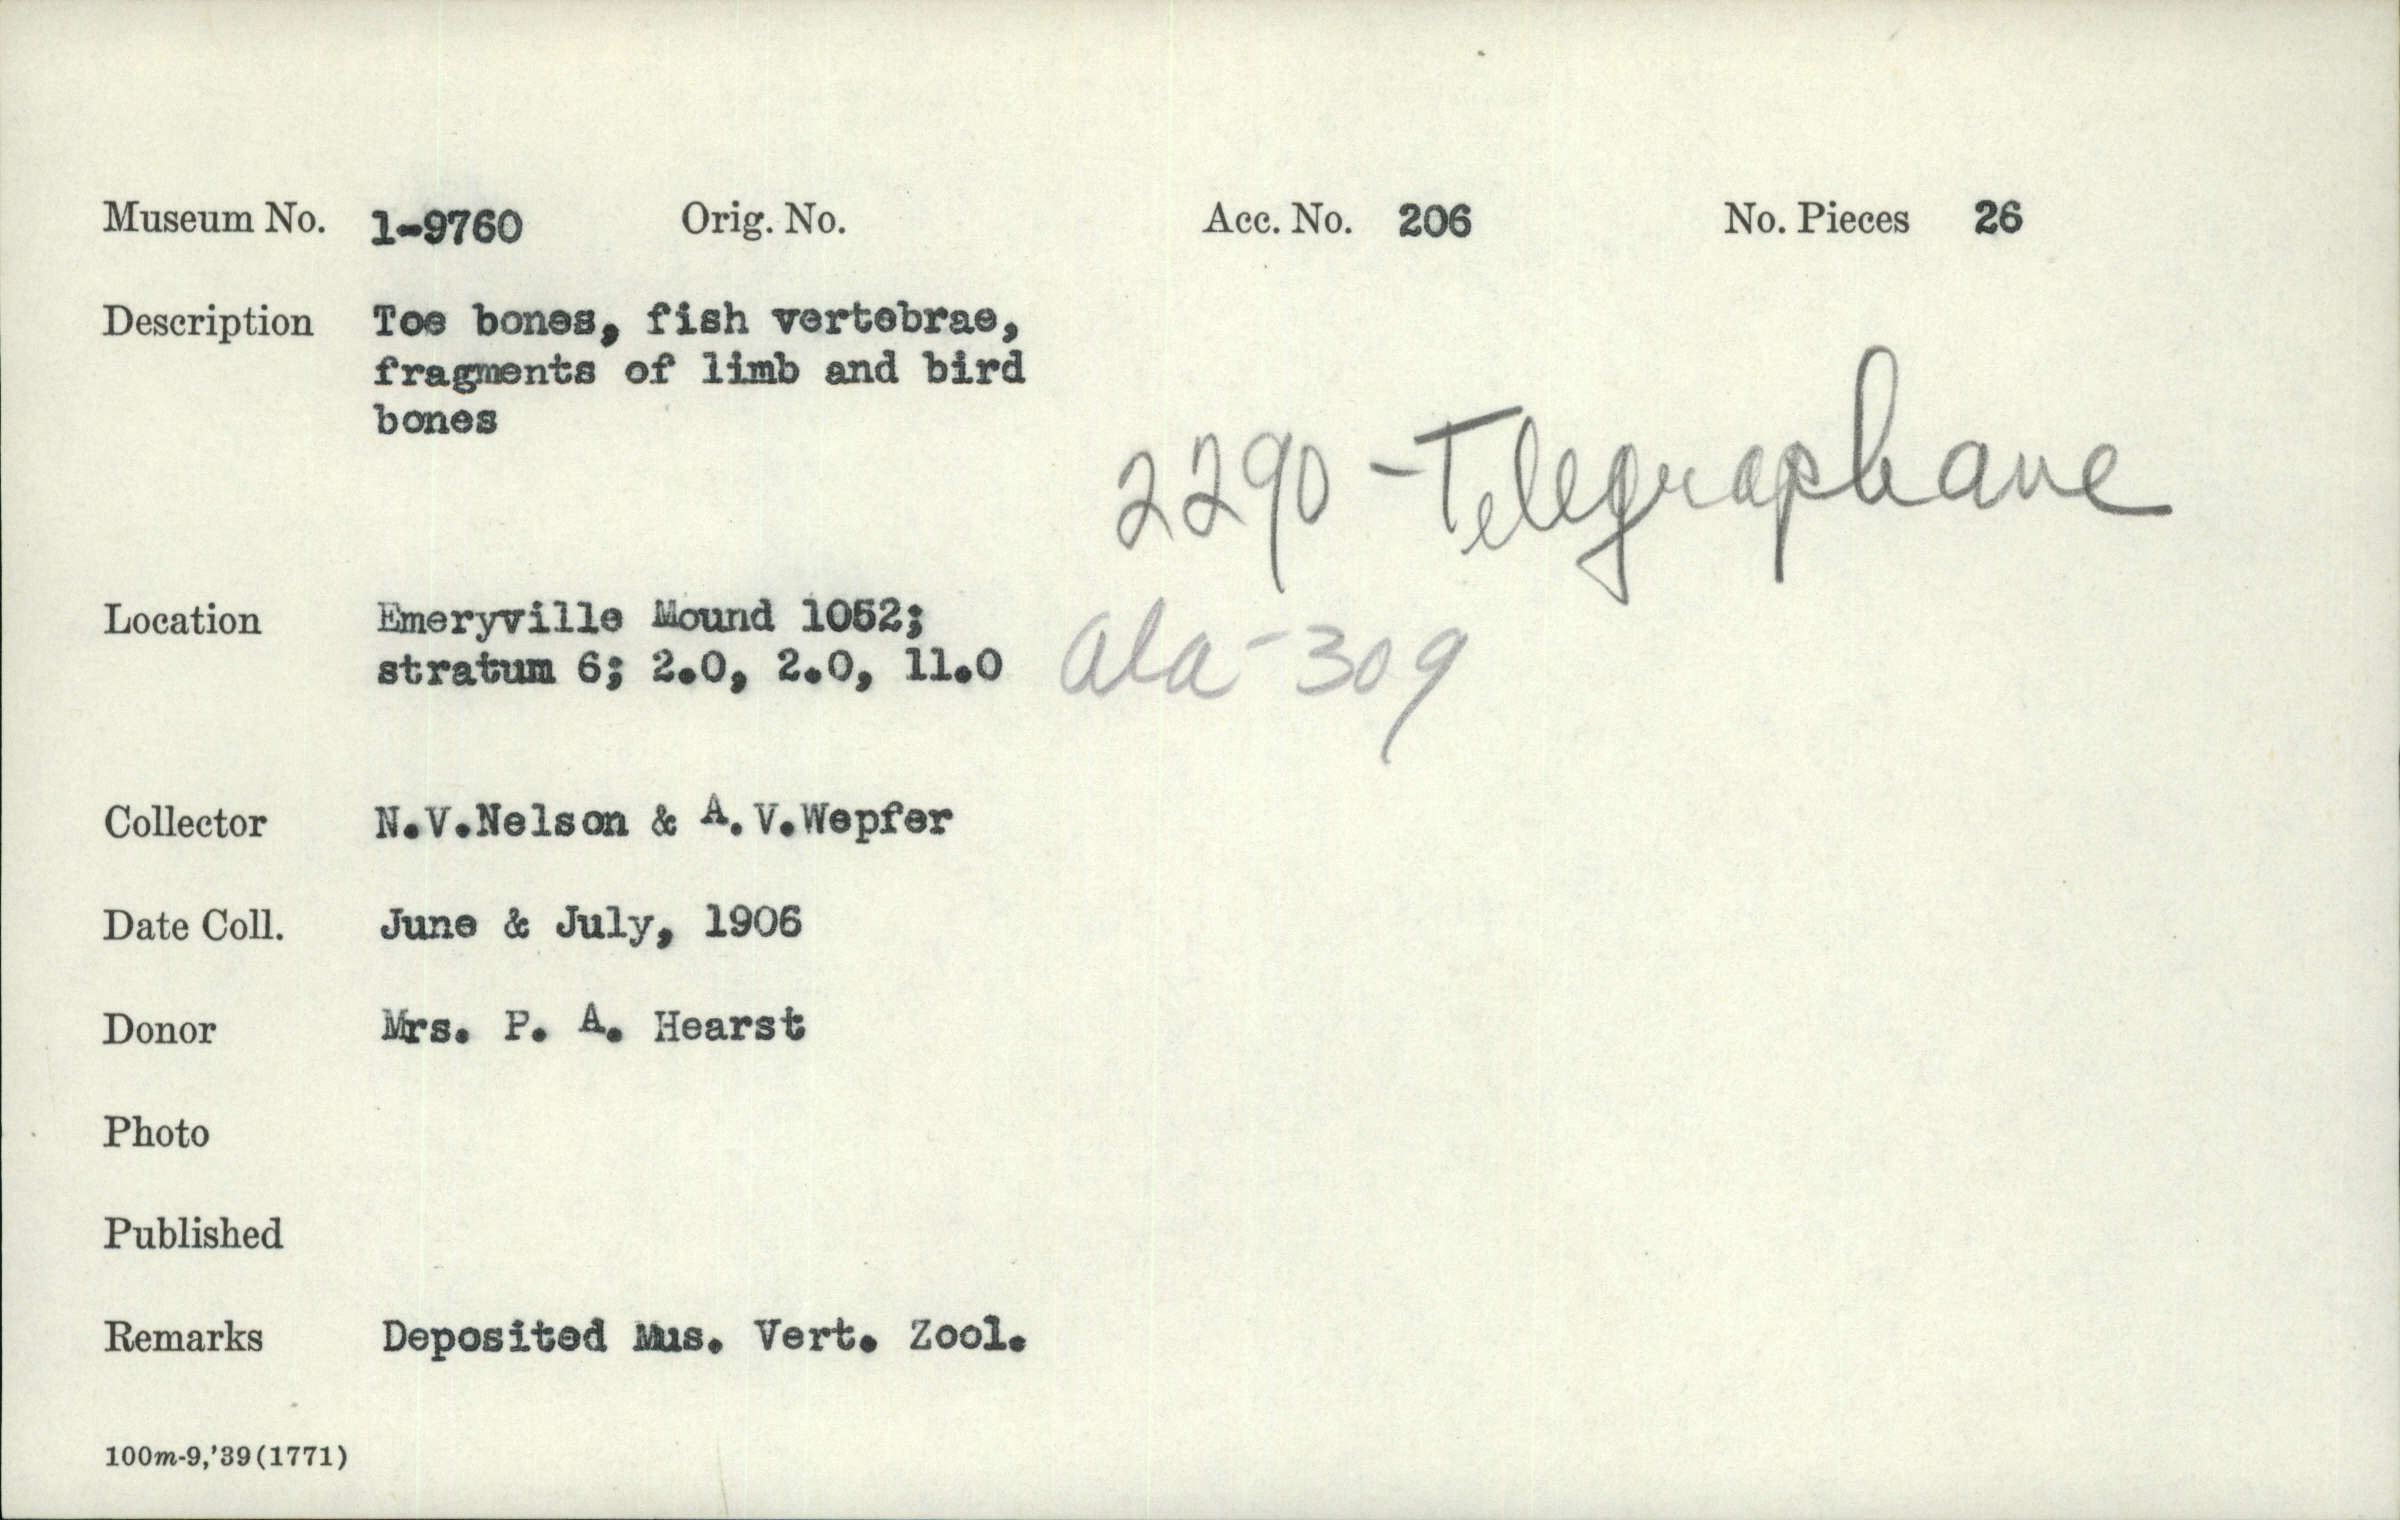 Museum No. 1-9760 Orig. No. Acc. No. 206 No. Pieces 26
Description Toe bones, fish vertebrae,
fragments of limb and bird
bones
2290 - Telegraph ave
Location Emeryville Mound 1052;
stratum 6; 2.0, 2.0, 11.0 ala-309
Collector N.V.Nelson & A.V.Wepfer
Date Coll. June & July, 1906
Donor Mrs. P. A. Hearst
Photo
Published
Remarks Deposited Mus. Vert. Zool.
100m-9,'39(1771)